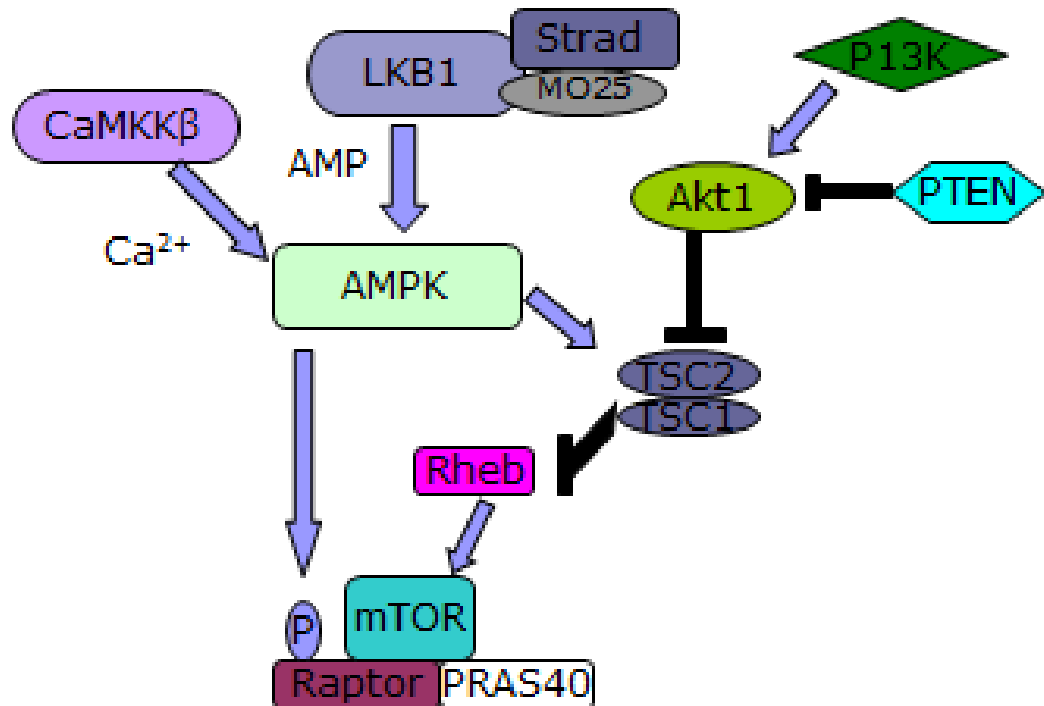 Strad
LKB1
MO25
P13K
CaMKKβ
AMP
Akt1
PTEN
Ca²⁺
AMPK
TSC2
TSC1
Rheb
P
mTOR
Raptor
PRAS40